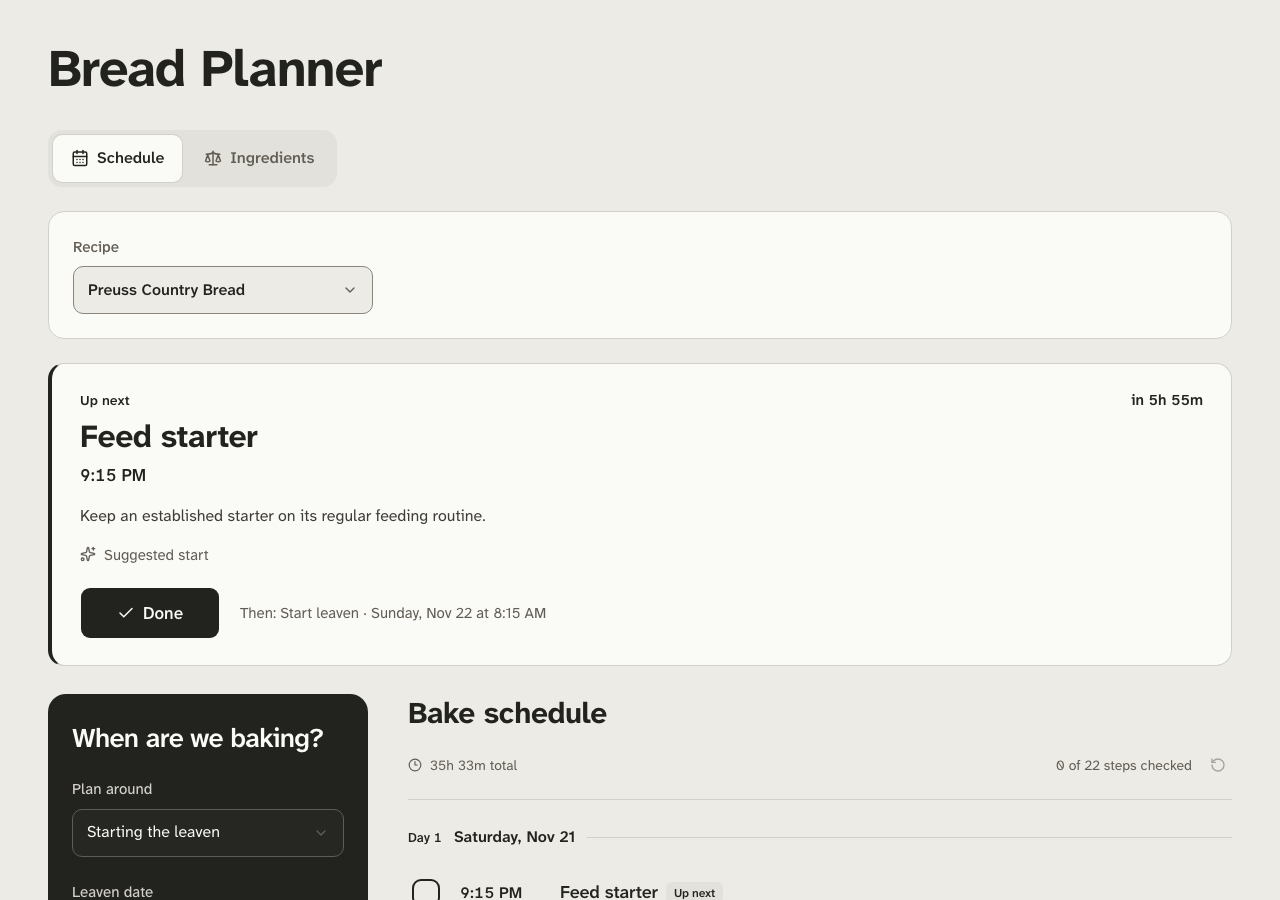 Bread Planner
Schedule
Ingredients
Recipe
Preuss Country Bread
Up next
in 5h 55m
Feed starter
9:15 PM
Keep an established starter on its regular feeding routine.
Suggested start
Done
Then: Start leaven · Sunday, Nov 22 at 8:15 AM
When are we baking?
Plan around
Starting the leaven
Leaven date
Bake schedule
35h 33m total
0 of 22 steps checked
Day 1 Saturday, Nov 21
9:15 PM Feed starter Up next